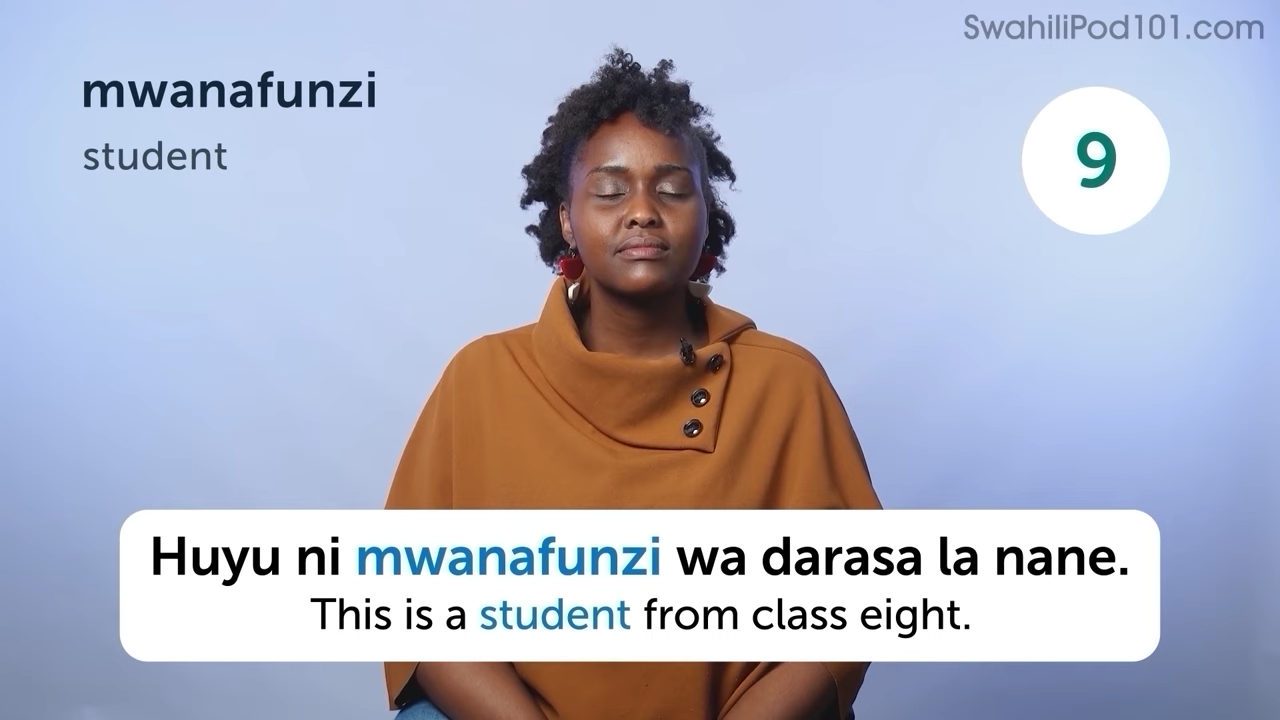 SwahiliPod101.com
mwanafunzi
student
9
Huyu ni mwanafunzi wa darasa la nane.
This is a student from class eight.